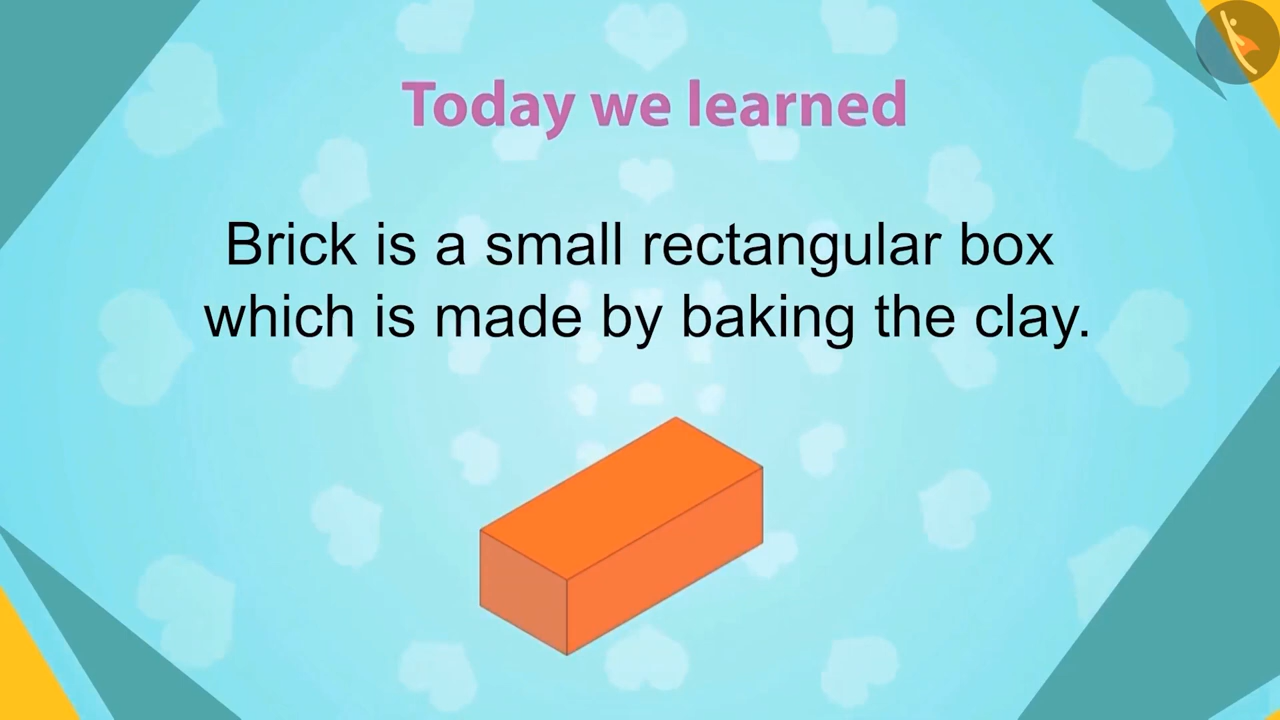 Today we learned
Brick is a small rectangular box
which is made by baking the clay.